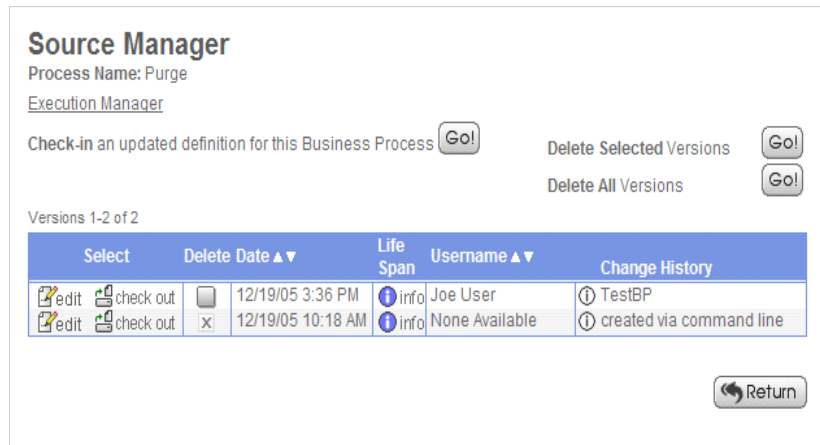 Source Manager
Process Name: Purge
Execution Manager
Check-in an updated definition for this Business Process Go!
Delete Selected Versions Go!
Delete All Versions Go!
Versions 1-2 of 2
Select Delete Date ▲▼ Life Span Username ▲▼ Change History
edit check out 12/19/05 3:36 PM info Joe User TestBP
edit check out x 12/19/05 10:18 AM info None Available created via command line
Return